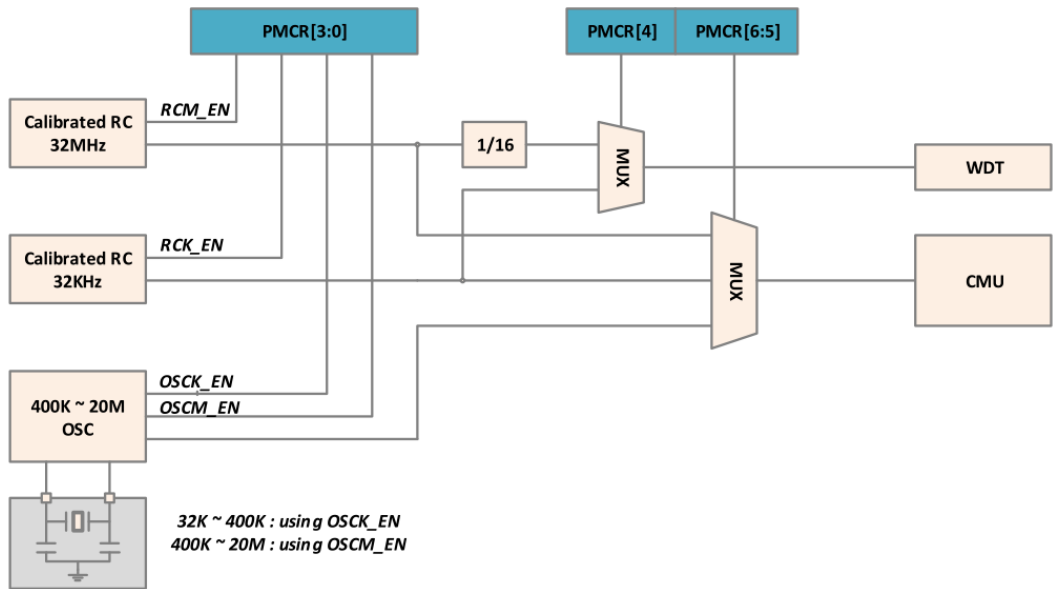 PMCR[3:0]
PMCR[4]
PMCR[6:5]
RCM_EN
Calibrated RC
32MHz
1/16
MUX
WDT
RCK_EN
Calibrated RC
32KHz
MUX
CMU
OSCK_EN
400K ~ 20M
OSC
OSCM_EN
32K ~ 400K : using OSCK_EN
400K ~ 20M : using OSCM_EN